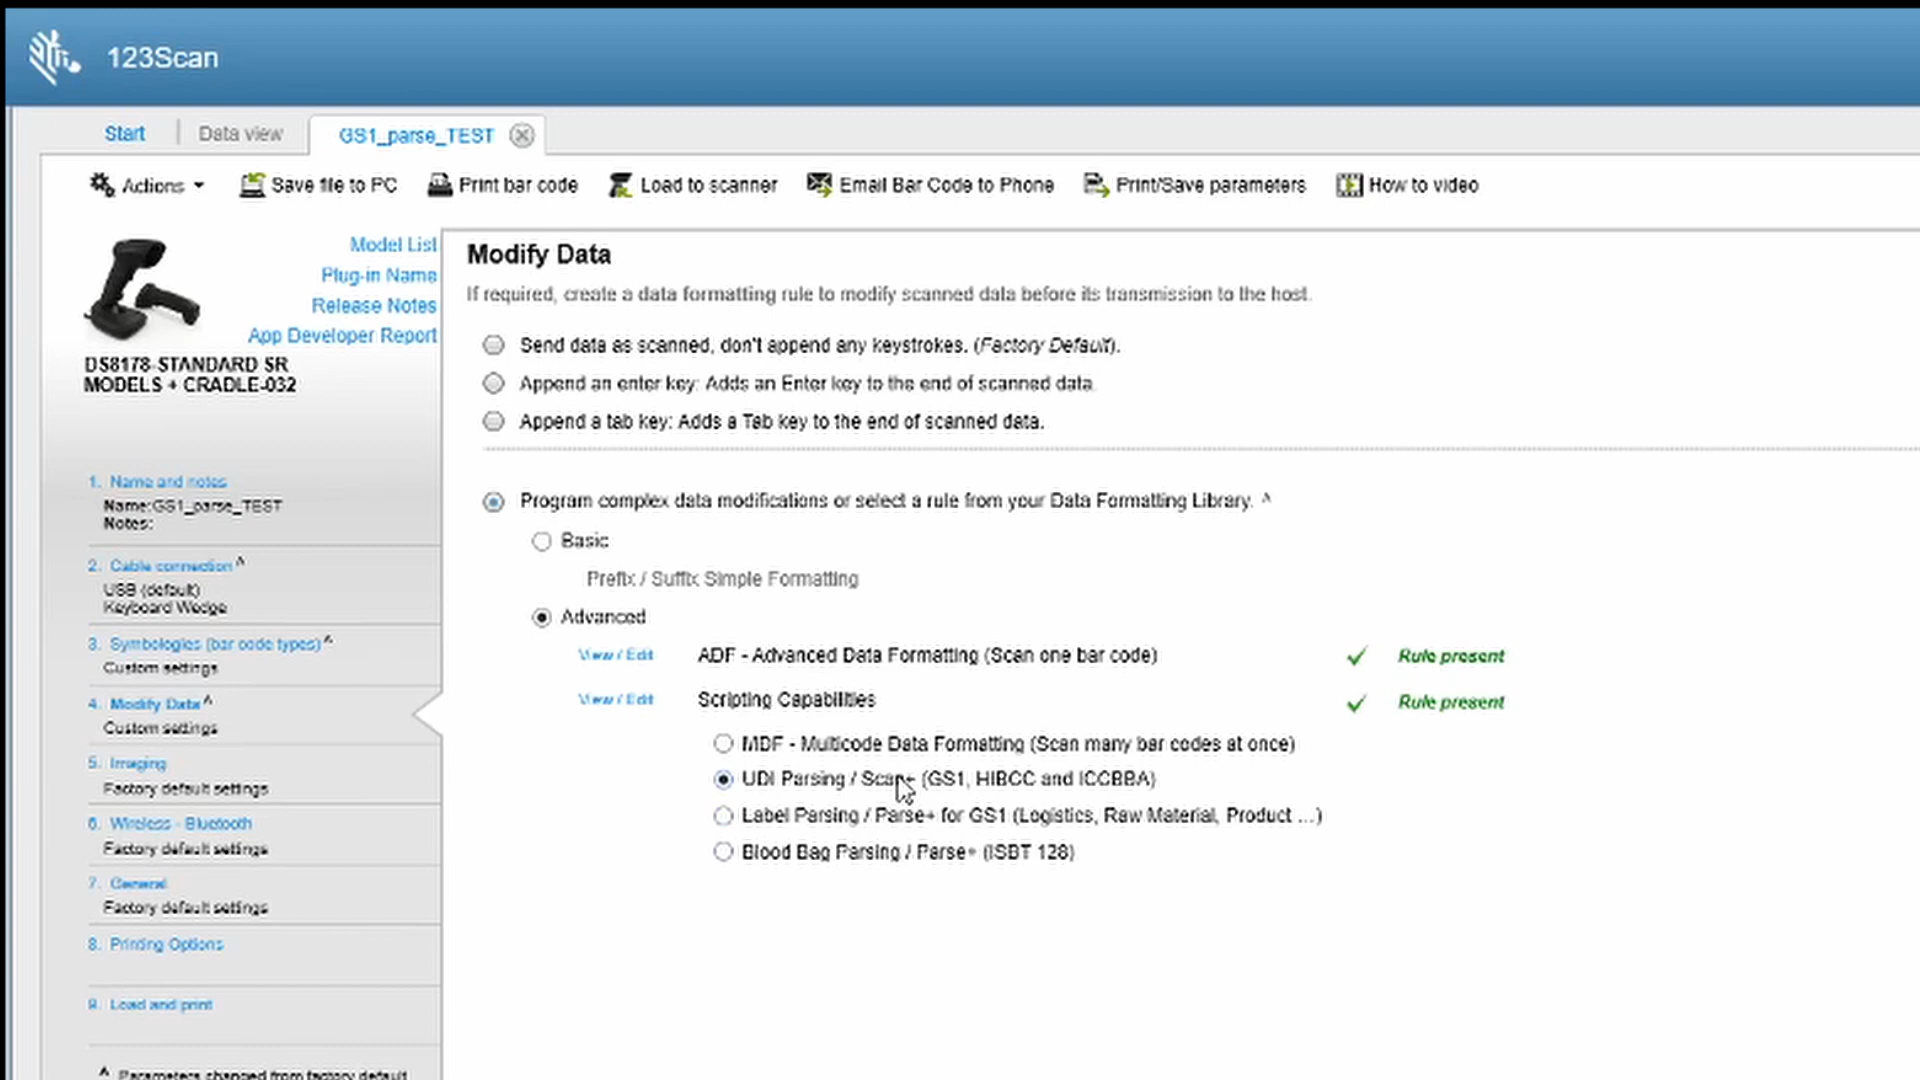 123Scan
Start
Data view
GS1_parse_TEST
Actions
Save file to PC
Print bar code
Load to scanner
Email Bar Code to Phone
Print/Save parameters
How to video
Model List
Plug-in Name
Release Notes
App Developer Report
DS8178-STANDARD SR
MODELS + CRADLE-032
1. Name and notes
Name:GS1_parse_TEST
Notes:
2. Cable connection ^
USB (default)
Keyboard Wedge
3. Symbologies (bar code types) ^
Custom settings
4. Modify Data ^
Custom settings
5. Imaging
Factory default settings
6. Wireless - Bluetooth
Factory default settings
7. General
Factory default settings
8. Printing Options
9. Load and print
^ Parameters changed from factory default
Modify Data
If required, create a data formatting rule to modify scanned data before its transmission to the host.
Send data as scanned, don't append any keystrokes. (Factory Default).
Append an enter key: Adds an Enter key to the end of scanned data.
Append a tab key: Adds a Tab key to the end of scanned data.
Program complex data modifications or select a rule from your Data Formatting Library. ^
Basic
Prefix / Suffix Simple Formatting
Advanced
View / Edit ADF - Advanced Data Formatting (Scan one bar code) Rule present
View / Edit Scripting Capabilities Rule present
MDF - Multicode Data Formatting (Scan many bar codes at once)
UDI Parsing / Scan+ (GS1, HIBCC and ICCBBA)
Label Parsing / Parse+ for GS1 (Logistics, Raw Material, Product ...)
Blood Bag Parsing / Parse+ (ISBT 128)